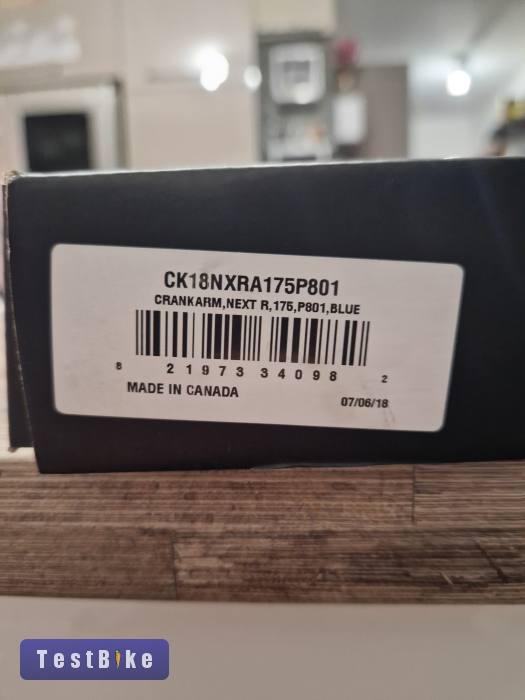 CK18NXRA175P801
CRANKARM,NEXT R,175,P801,BLUE
8 21973 34098 2
MADE IN CANADA
07/06/18
TestBike